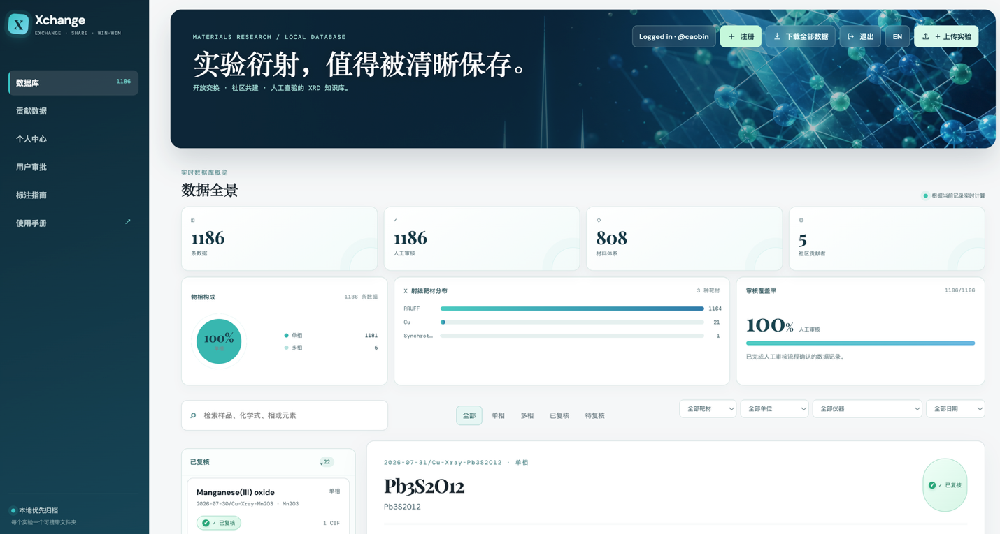 X
Xchange
EXCHANGE · SHARE · WIN-WIN
数据库 1186
贡献数据
个人中心
用户审批
标注指南
使用手册 ↗
本地优先归档
每个实验一个可携带文件夹
MATERIALS RESEARCH / LOCAL DATABASE
Logged in · @caobin
＋ 注册
下载全部数据
退出
EN
+ 上传实验
实验衍射，值得被清晰保存。
开放交换 · 社区共建 · 人工查验的 XRD 知识库。
实时数据库概览
数据全景
根据当前记录实时计算
1186
条数据
✓
1186
人工审核
◇
808
材料体系
5
社区贡献者
物相构成 1186 条数据
100%
单相 1181
多相 5
X 射线靶材分布 3 种靶材
RRUFF 1164
Cu 21
Synchrot… 1
审核覆盖率 1186/1186
100% 人工审核
已完成人工审核流程确认的数据记录。
检索样品、化学式、相或元素
全部 单相 多相 已复核 待复核
全部靶材 全部单位 全部仪器 全部日期
已复核 22
Manganese(III) oxide 单相
2026-07-30/Cu-Xray-Mn2O3 · Mn2O3
✓ 已复核 1 CIF
2026-07-31/Cu-Xray-Pb3S2O12 · 单相
Pb3S2O12
Pb3S2O12
✓ 已复核